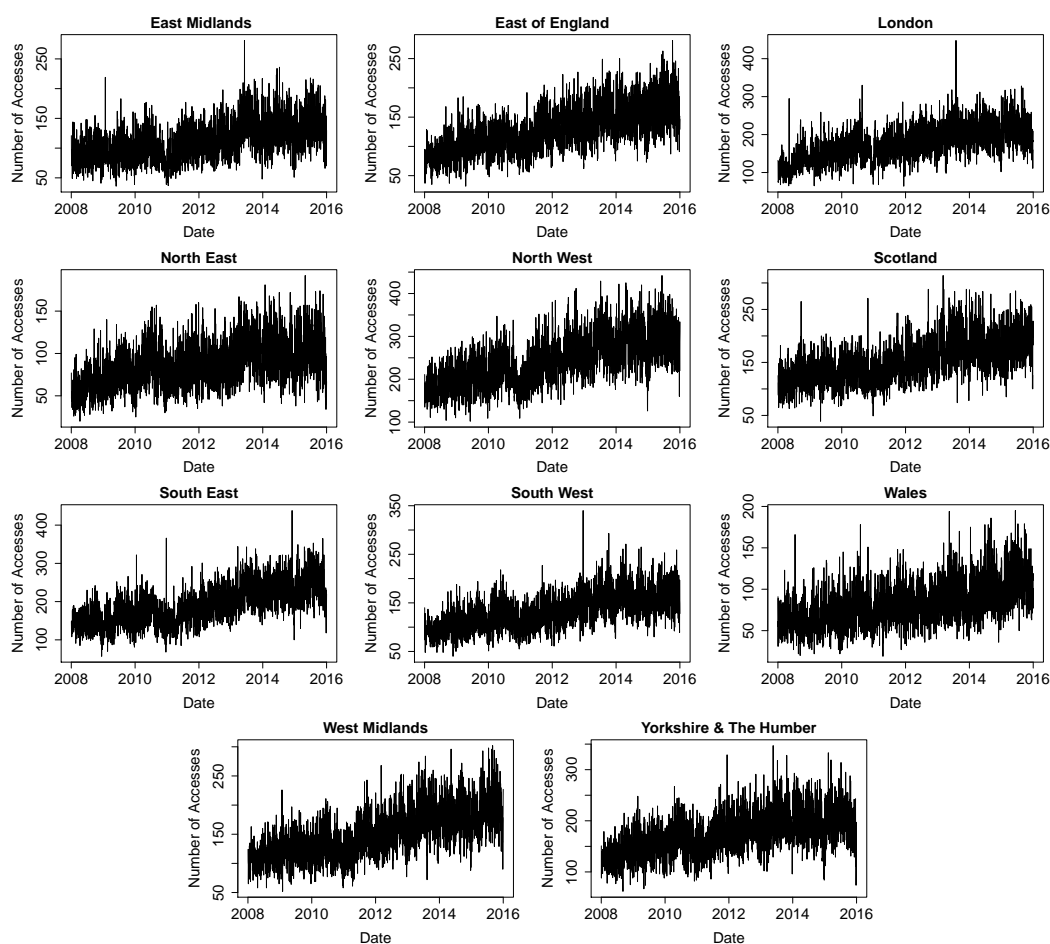 East Midlands
Number of Accesses
50 150 250
2008 2010 2012 2014 2016
Date
East of England
Number of Accesses
50 150 250
2008 2010 2012 2014 2016
Date
London
Number of Accesses
100 200 300 400
2008 2010 2012 2014 2016
Date
North East
Number of Accesses
50 100 150
2008 2010 2012 2014 2016
Date
North West
Number of Accesses
100 200 300 400
2008 2010 2012 2014 2016
Date
Scotland
Number of Accesses
50 150 250
2008 2010 2012 2014 2016
Date
South East
Number of Accesses
100 200 300 400
2008 2010 2012 2014 2016
Date
South West
Number of Accesses
50 150 250 350
2008 2010 2012 2014 2016
Date
Wales
Number of Accesses
50 100 150 200
2008 2010 2012 2014 2016
Date
West Midlands
Number of Accesses
50 150 250
2008 2010 2012 2014 2016
Date
Yorkshire & The Humber
Number of Accesses
100 200 300
2008 2010 2012 2014 2016
Date